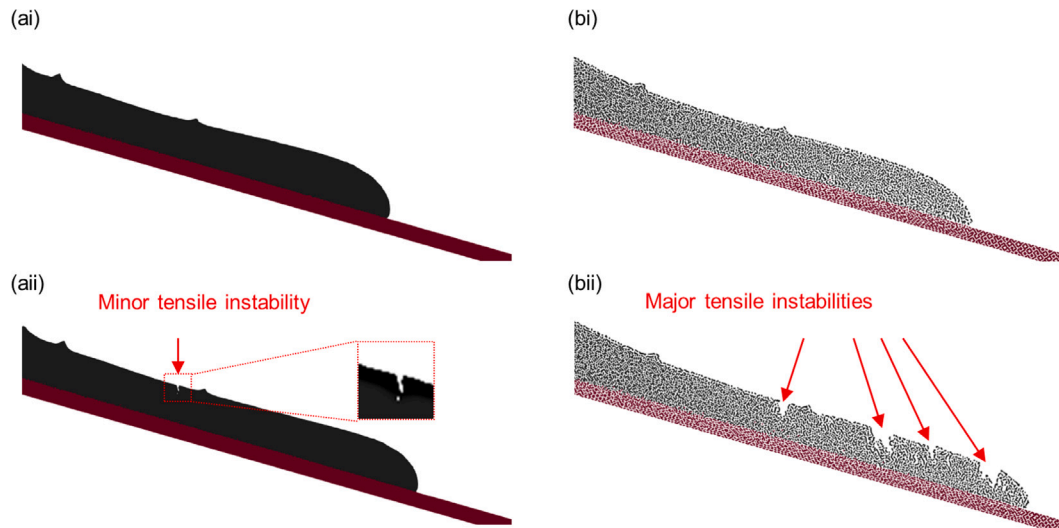 (ai)
(bi)
(aii)
Minor tensile instability
(bii)
Major tensile instabilities